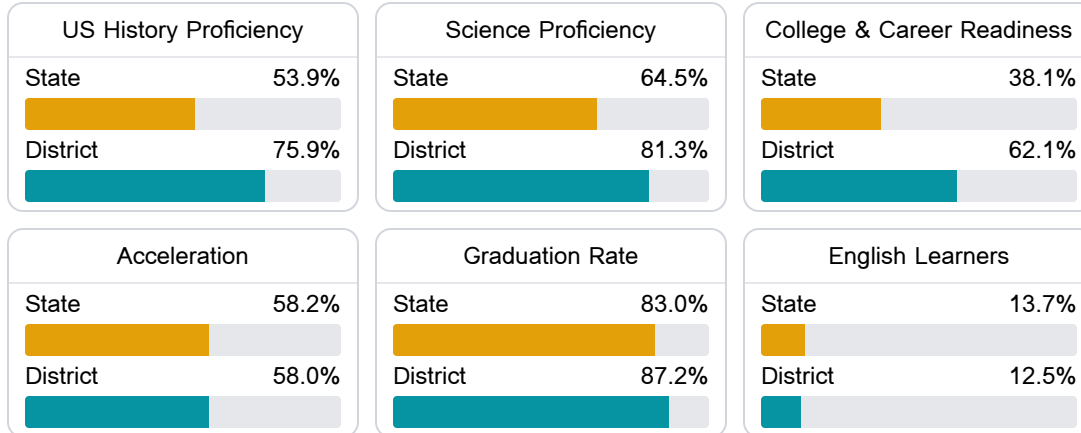 US History Proficiency
State 53.9%
District 75.9%
Science Proficiency
State 64.5%
District 81.3%
College & Career Readiness
State 38.1%
District 62.1%
Acceleration
State 58.2%
District 58.0%
Graduation Rate
State 83.0%
District 87.2%
English Learners
State 13.7%
District 12.5%